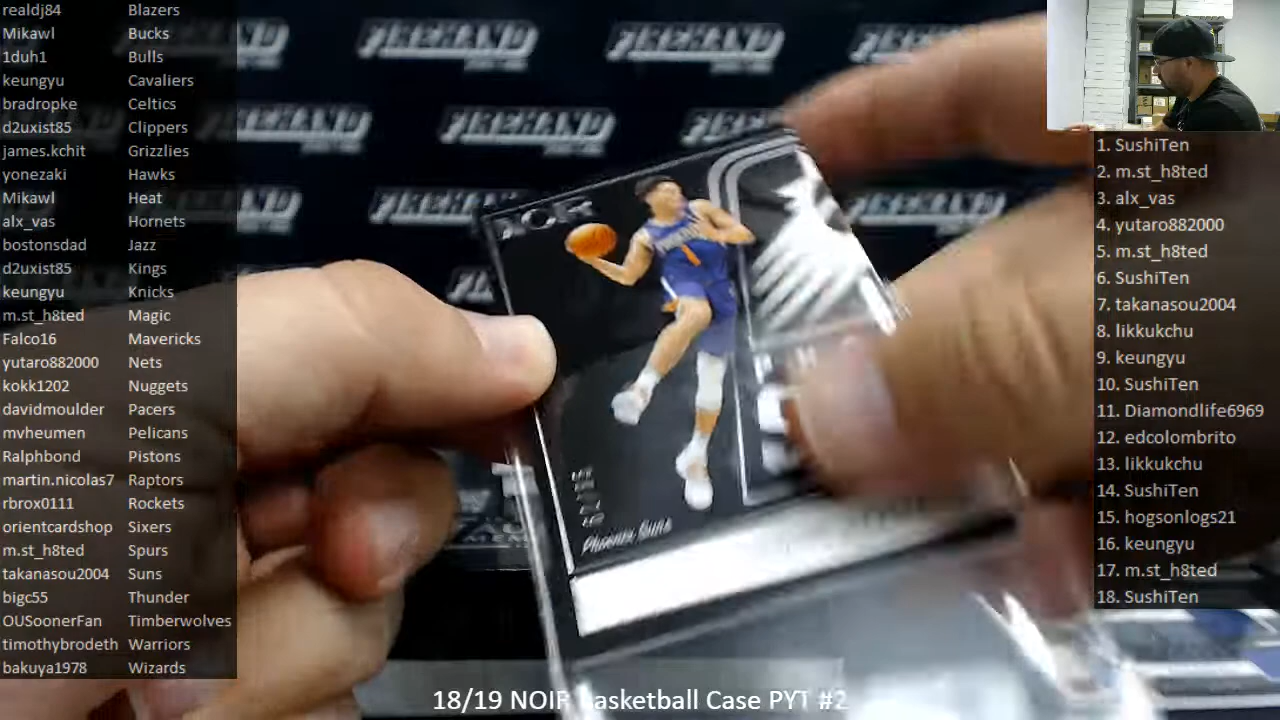 realdj84 Blazers
Mikawl Bucks
1duh1 Bulls
keungyu Cavaliers
bradropke Celtics
d2uxist85 Clippers
james.kchit Grizzlies
yonezaki Hawks
Mikawl Heat
alx_vas Hornets
bostonsdad Jazz
d2uxist85 Kings
keungyu Knicks
m.st_h8ted Magic
Falco16 Mavericks
yutaro882000 Nets
kokk1202 Nuggets
davidmoulder Pacers
mvheumen Pelicans
Ralphbond Pistons
martin.nicolas7 Raptors
rbrox0111 Rockets
orientcardshop Sixers
m.st_h8ted Spurs
takanasou2004 Suns
bigc55 Thunder
OUSoonerFan Timberwolves
timothybrodeth Warriors
bakuya1978 Wizards
FIREHAND FIREHAND FIREHAND
FIREHAND FIREHAND
NOIR
Phoenix Suns
1. SushiTen
2. m.st_h8ted
3. alx_vas
4. yutaro882000
5. m.st_h8ted
6. SushiTen
7. takanasou2004
8. likkukchu
9. keungyu
10. SushiTen
11. Diamondlife6969
12. edcolombrito
13. likkukchu
14. SushiTen
15. hogsonlogs21
16. keungyu
17. m.st_h8ted
18. SushiTen
18/19 NOIR Basketball Case PYT #2